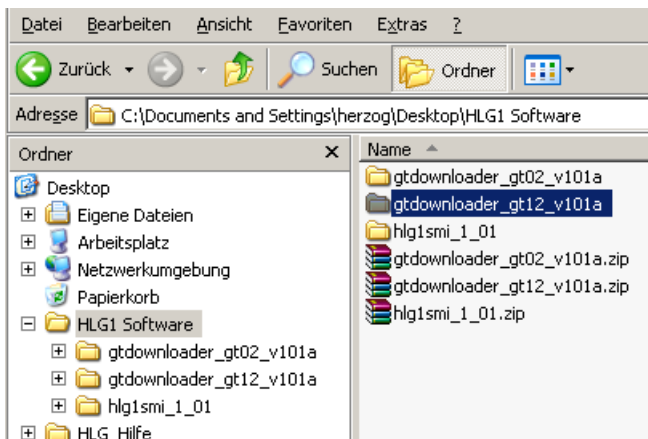 Datei Bearbeiten Ansicht Favoriten Extras ?
Zurück Suchen Ordner
Adresse C:\Documents and Settings\herzog\Desktop\HLG1 Software
Ordner x
Desktop
Eigene Dateien
Arbeitsplatz
Netzwerkumgebung
Papierkorb
HLG1 Software
gtdownloader_gt02_v101a
gtdownloader_gt12_v101a
hlg1smi_1_01
HLG Hilfe
Name
gtdownloader_gt02_v101a
gtdownloader_gt12_v101a
hlg1smi_1_01
gtdownloader_gt02_v101a.zip
gtdownloader_gt12_v101a.zip
hlg1smi_1_01.zip